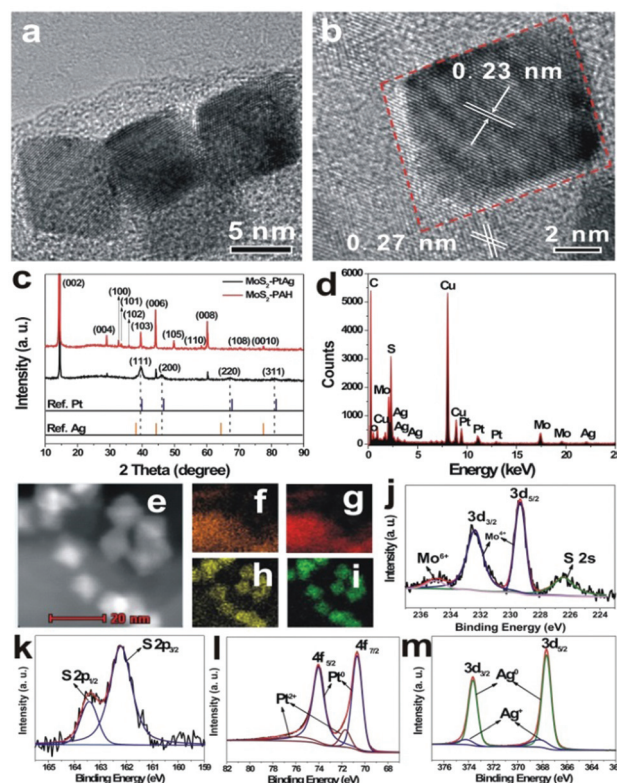 a
5 nm
b
0.23 nm
0.27 nm
2 nm
c
MoS2-PtAg
MoS2-PAH
(002)
(100)
(101)
(102)
(004)
(103)
(006)
(105)
(110)
(008)
(108)
(0010)
(111)
(200)
(220)
(311)
Ref. Pt
Ref. Ag
Intensity (a. u.)
10 20 30 40 50 60 70 80 90
2 Theta (degree)
d
6000
5000
4000
3000
2000
1000
0
Counts
C
Cu
S
Mo
Cu
Ag
Ag
Ag
Cu
Pt
Pt
Pt
Mo
Mo
Ag
0 5 10 15 20 25
Energy (keV)
e
20 nm
f
g
h
i
j
3d5/2
3d3/2
Mo4+
Mo6+
S 2s
Intensity (a. u.)
236 233 230 229 226 223
Binding Energy (eV)
k
S 2p3/2
S 2p1/2
Intensity (a. u.)
165 164 163 162 161 160 159
Binding Energy (eV)
l
4f5/2
4f7/2
Pt0
Pt2+
Intensity (a. u.)
82 80 78 76 74 72 70 68
Binding Energy (eV)
m
3d5/2
3d3/2
Ag0
Ag+
Intensity (a. u.)
376 374 372 370 368 366
Binding Energy (eV)